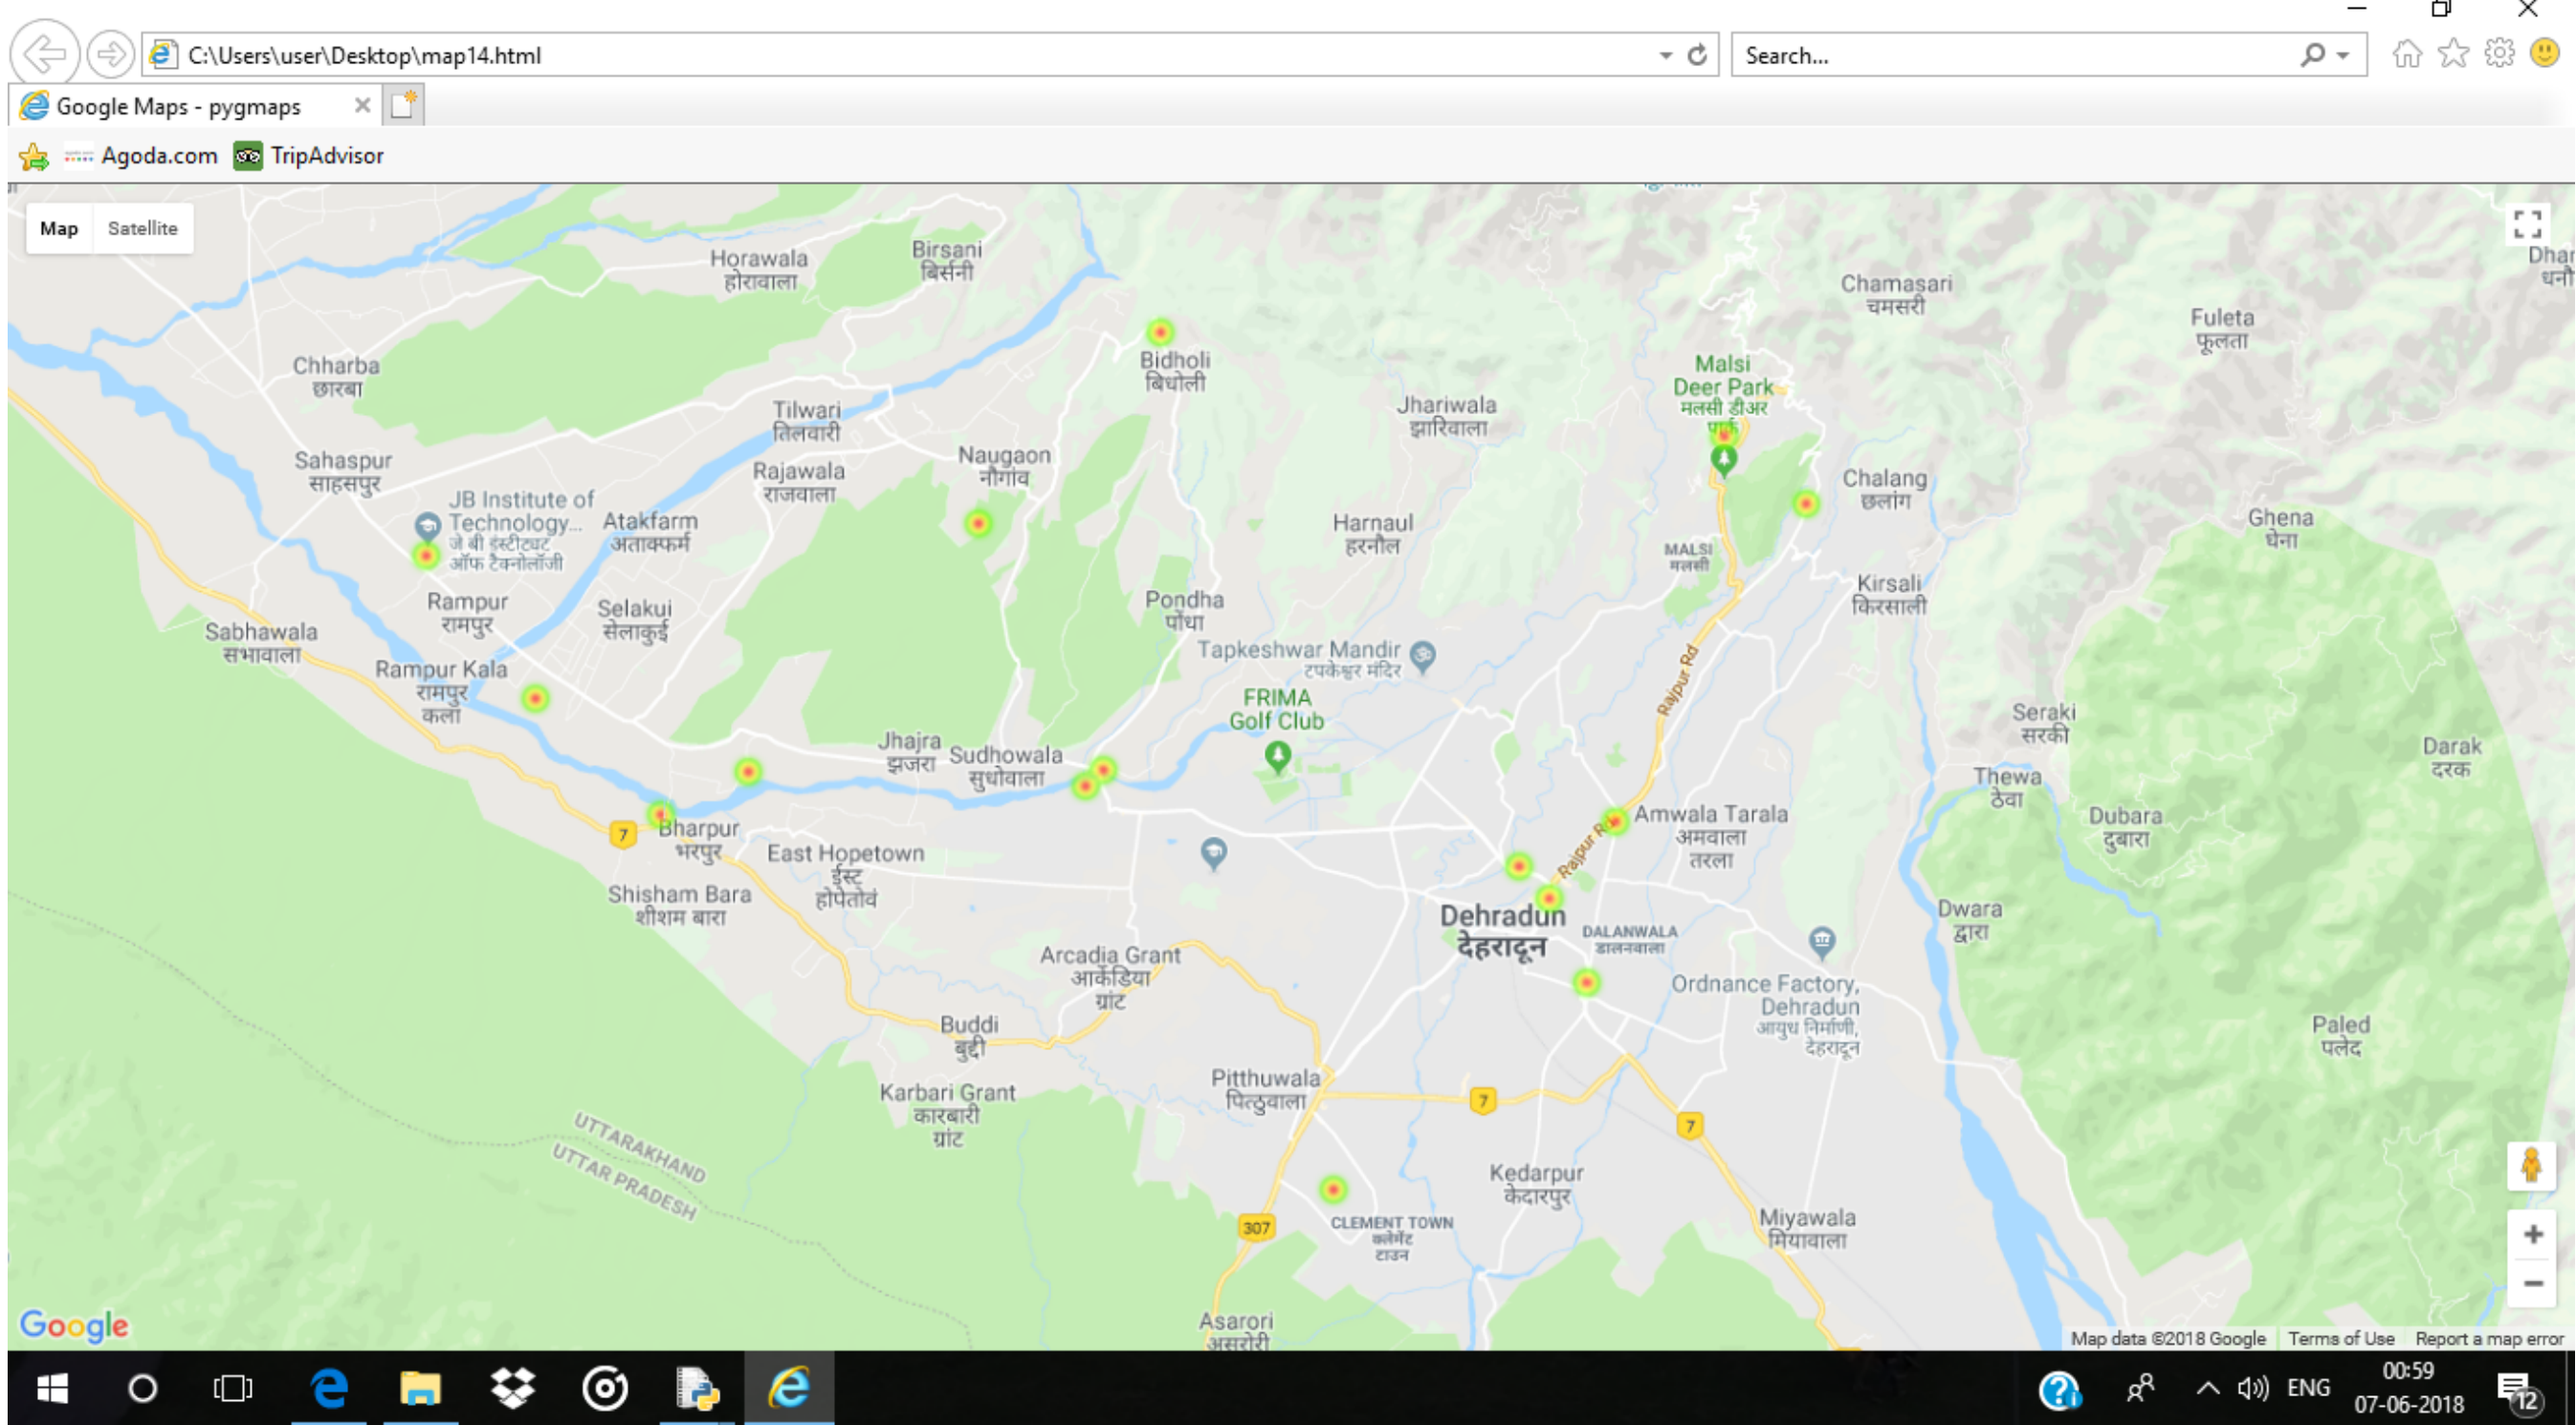 C:\Users\user\Desktop\map14.html
Search...
Google Maps - pygmaps
Agoda.com
TripAdvisor
Map
Satellite
Horawala
होरावाला
Birsani
बिर्सनी
Chamasari
चमसरी
Fuleta
फूलता
Chharba
छारबा
Bidholi
बिधोली
Malsi
Deer Park
मलसी डीअर
पार्क
Tilwari
तिलवारी
Jhariwala
झारिवाला
Sahaspur
साहसपुर
Rajawala
राजवाला
Naugaon
नौगांव
Chalang
छलांग
JB Institute of
Technology...
जे बी इंस्टीट्यूट
ऑफ टैक्नोलॉजी
Atakfarm
अताक्फर्म
Harnaul
हरनौल
Ghena
घेना
MALSI
मलसी
Kirsali
किरसाली
Rampur
रामपुर
Selakui
सेलाकुई
Pondha
पोंधा
Sabhawala
सभावाला
Tapkeshwar Mandir
टपकेश्वर मंदिर
Rajpur Rd
Rampur Kala
रामपुर
कला
FRIMA
Golf Club
Seraki
सरकी
Darak
दरक
Jhajra
झजरा
Sudhowala
सुधोवाला
Thewa
ठेवा
Dubara
दुबारा
7
Bharpur
भरपुर
Amwala Tarala
अमवाला
तरला
Rajpur Rd
East Hopetown
ईस्ट
होपेतोवं
Shisham Bara
शीशम बारा
Dehradun
देहरादून
DALANWALA
डालनवाला
Dwara
द्वारा
Arcadia Grant
आर्केडिया
ग्रांट
Ordnance Factory,
Dehradun
आयुध निर्माणी,
देहरादून
Buddi
बुद्दी
Paled
पलेद
Pitthuwala
पित्ठुवाला
7
7
Karbari Grant
कारबारी
ग्रांट
UTTARAKHAND
UTTAR PRADESH
Kedarpur
केदारपुर
307
CLEMENT TOWN
क्लेमेंट
टाउन
Miyawala
मियावाला
Asarori
असरोरी
Google
Map data ©2018 Google
Terms of Use
Report a map error
ENG
00:59
07-06-2018
12